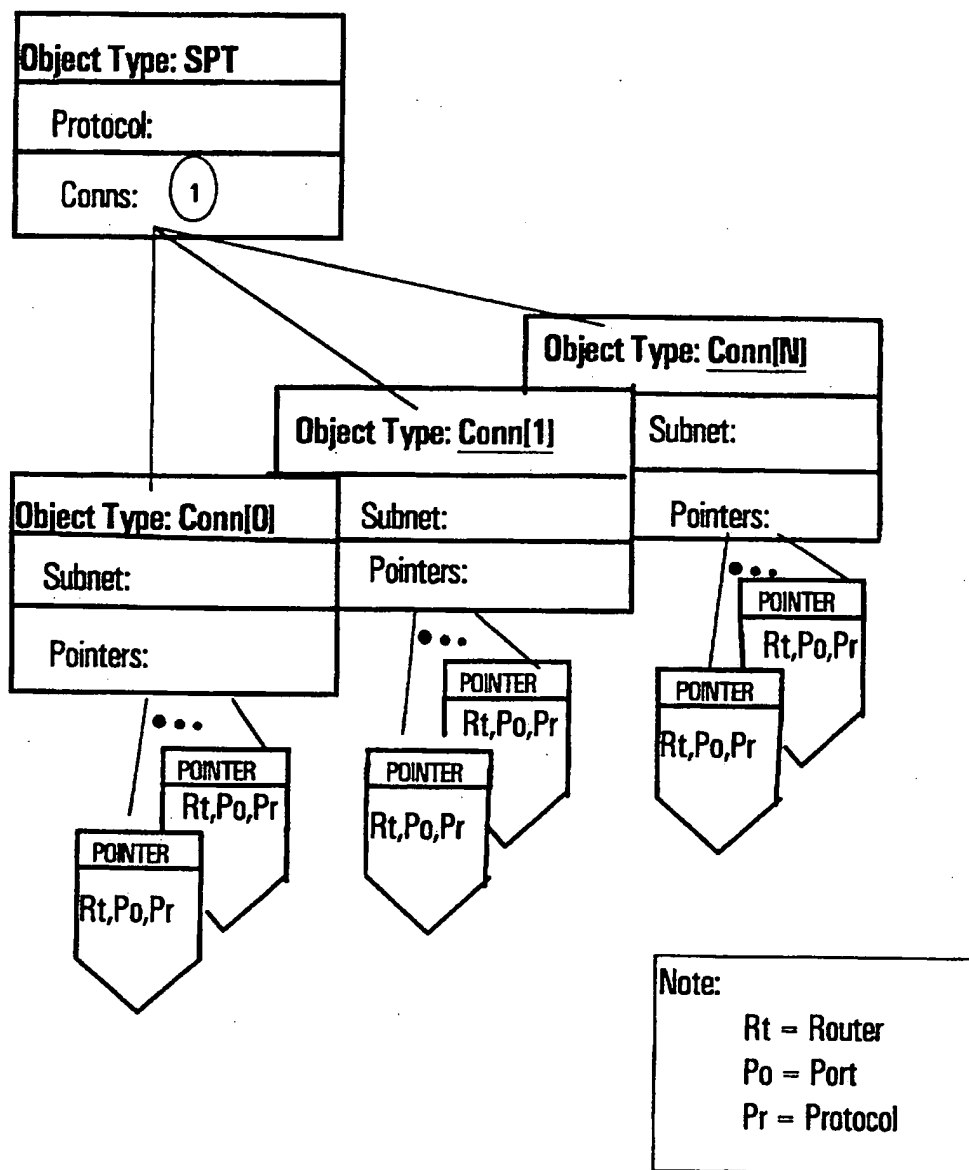 Object Type: SPT
Protocol:
Conns: 1
Object Type: Conn[N]
Subnet:
Pointers:
Object Type: Conn[1]
Subnet:
Pointers:
Object Type: Conn[0]
Subnet:
Pointers:
POINTER
Rt,Po,Pr
POINTER
Rt,Po,Pr
POINTER
Rt,Po,Pr
POINTER
Rt,Po,Pr
POINTER
Rt,Po,Pr
POINTER
Rt,Po,Pr
Note:
Rt = Router
Po = Port
Pr = Protocol